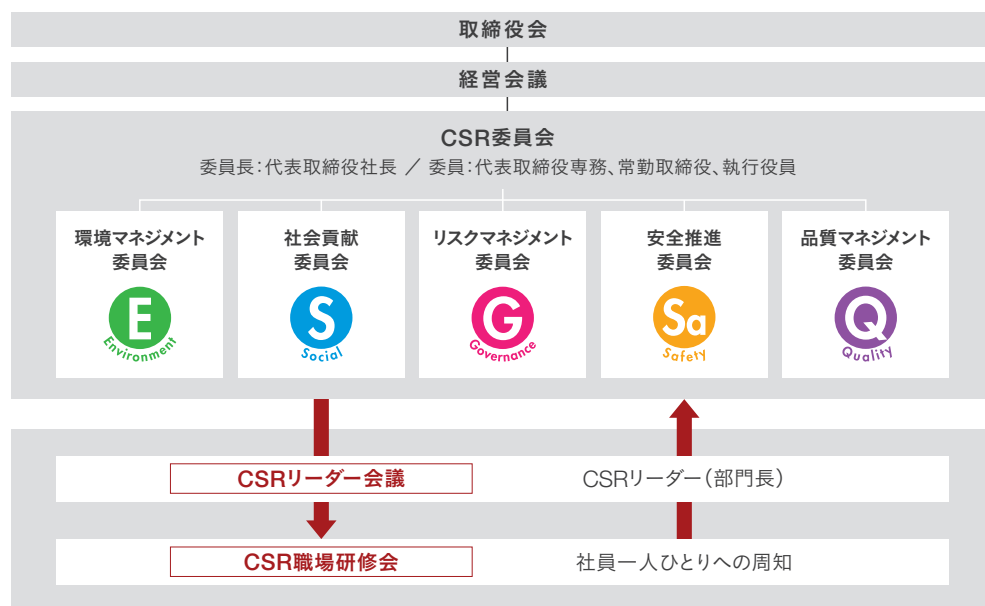 取締役会
経営会議
CSR委員会
委員長：代表取締役社長 ／ 委員：代表取締役専務、常勤取締役、執行役員
環境マネジメント
委員会
E
Environment
社会貢献
委員会
S
Social
リスクマネジメント
委員会
G
Governance
安全推進
委員会
Sa
Safety
品質マネジメント
委員会
Q
Quality
CSRリーダー会議
CSRリーダー（部門長）
CSR職場研修会
社員一人ひとりへの周知